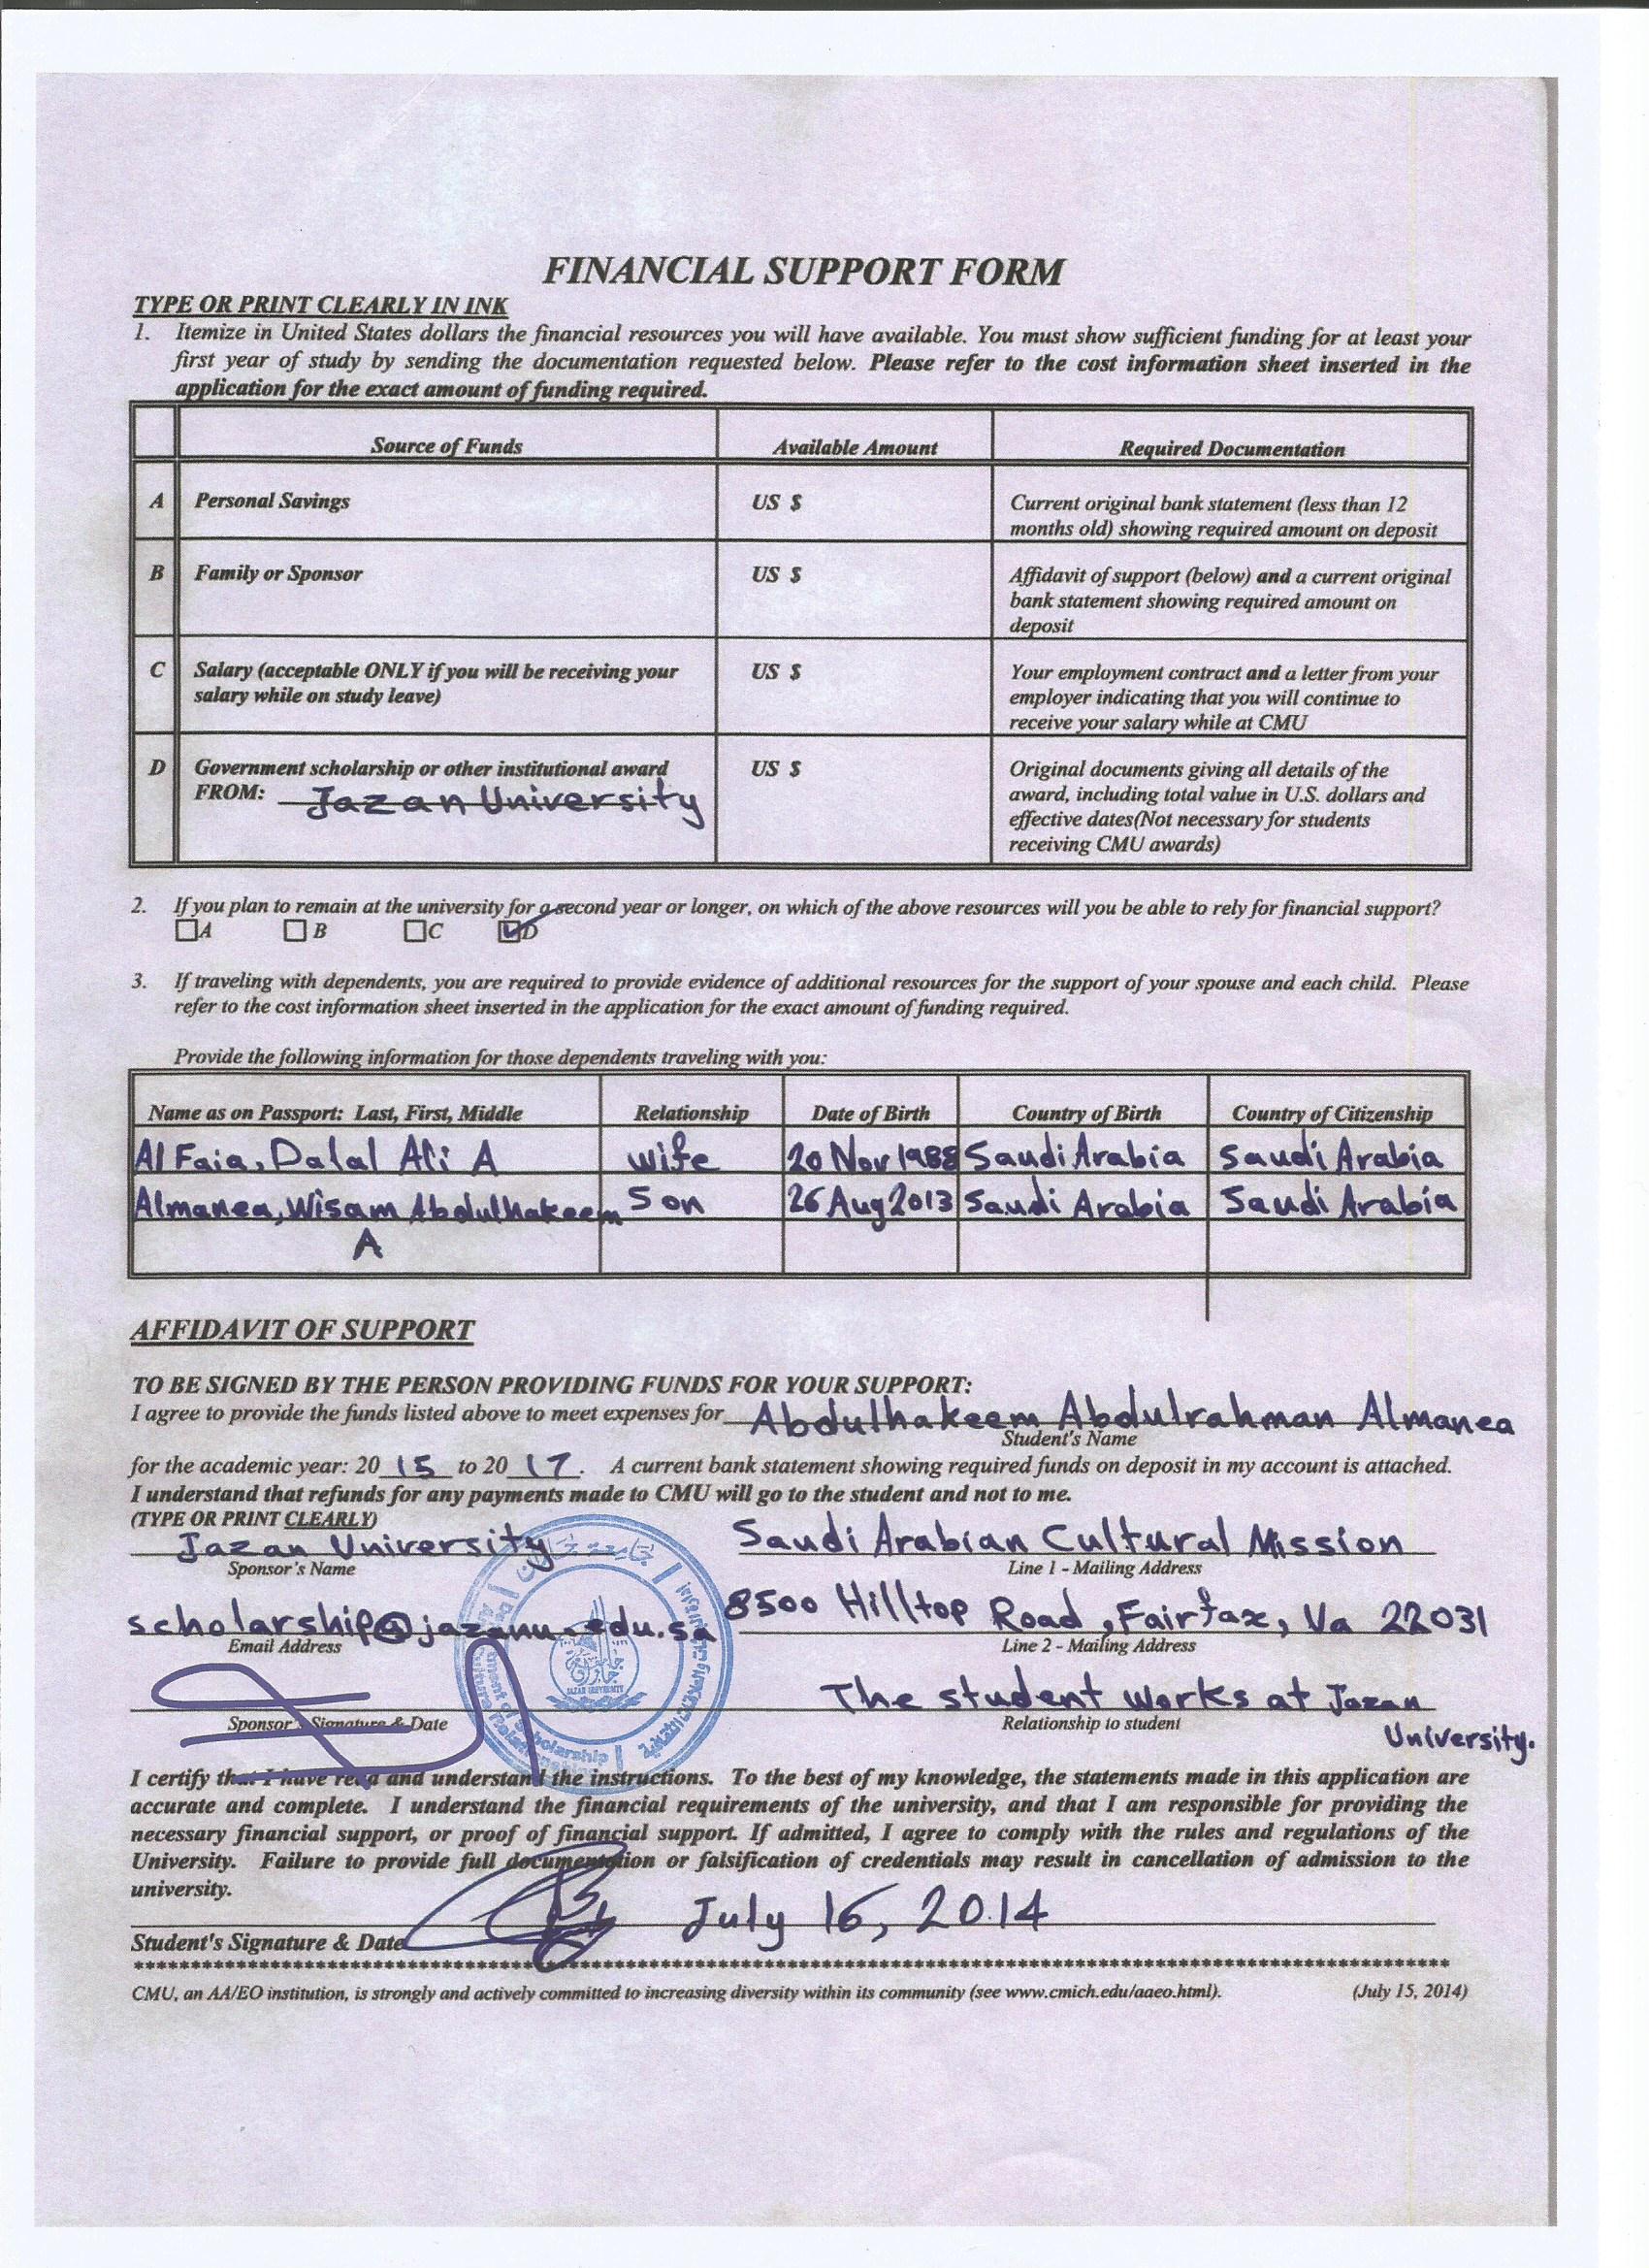 FINANCIAL SUPPORT FORM
TYPE OR PRINT CLEARLY IN INK
1. Itemize in United States dollars the financial resources you will have available. You must show sufficient funding for at least your
first year of study by sending the documentation requested below. Please refer to the cost information sheet inserted in the
application for the exact amount of funding required.
Source of Funds Available Amount Required Documentation
A Personal Savings US $ Current original bank statement (less than 12
months old) showing required amount on deposit
B Family or Sponsor US $ Affidavit of support (below) and a current original
bank statement showing required amount on
deposit
C Salary (acceptable ONLY if you will be receiving your US $ Your employment contract and a letter from your
salary while on study leave) employer indicating that you will continue to
receive your salary while at CMU
D Government scholarship or other institutional award US $ Original documents giving all details of the
FROM: Jazan University award, including total value in U.S. dollars and
effective dates(Not necessary for students
receiving CMU awards)
2. If you plan to remain at the university for a second year or longer, on which of the above resources will you be able to rely for financial support?
A B C D
3. If traveling with dependents, you are required to provide evidence of additional resources for the support of your spouse and each child. Please
refer to the cost information sheet inserted in the application for the exact amount of funding required.
Provide the following information for those dependents traveling with you:
Name as on Passport: Last, First, Middle Relationship Date of Birth Country of Birth Country of Citizenship
Al Faia, Dalal Ali A wife 20 Nov 1988 Saudi Arabia Saudi Arabia
Almanea, Wisam Abdulhakeem Son 26 Aug 2013 Saudi Arabia Saudi Arabia
A
AFFIDAVIT OF SUPPORT
TO BE SIGNED BY THE PERSON PROVIDING FUNDS FOR YOUR SUPPORT:
I agree to provide the funds listed above to meet expenses for Abdulhakeem Abdulrahman Almanea
Student's Name
for the academic year: 20 15 to 20 17. A current bank statement showing required funds on deposit in my account is attached.
I understand that refunds for any payments made to CMU will go to the student and not to me.
(TYPE OR PRINT CLEARLY)
Jazan University Saudi Arabian Cultural Mission
Sponsor's Name Line 1 - Mailing Address
scholarship@jazanu.edu.sa 8500 Hilltop Road, Fairfax, Va 22031
Email Address Line 2 - Mailing Address
The student works at Jazan
Sponsor's Signature & Date Relationship to student
University.
JAZAN UNIVERSITY
I certify that I have read and understand the instructions. To the best of my knowledge, the statements made in this application are
accurate and complete. I understand the financial requirements of the university, and that I am responsible for providing the
necessary financial support, or proof of financial support. If admitted, I agree to comply with the rules and regulations of the
University. Failure to provide full documentation or falsification of credentials may result in cancellation of admission to the
university.
July 16, 2014
Student's Signature & Date
CMU, an AA/EO institution, is strongly and actively committed to increasing diversity within its community (see www.cmich.edu/aaeo.html). (July 15, 2014)